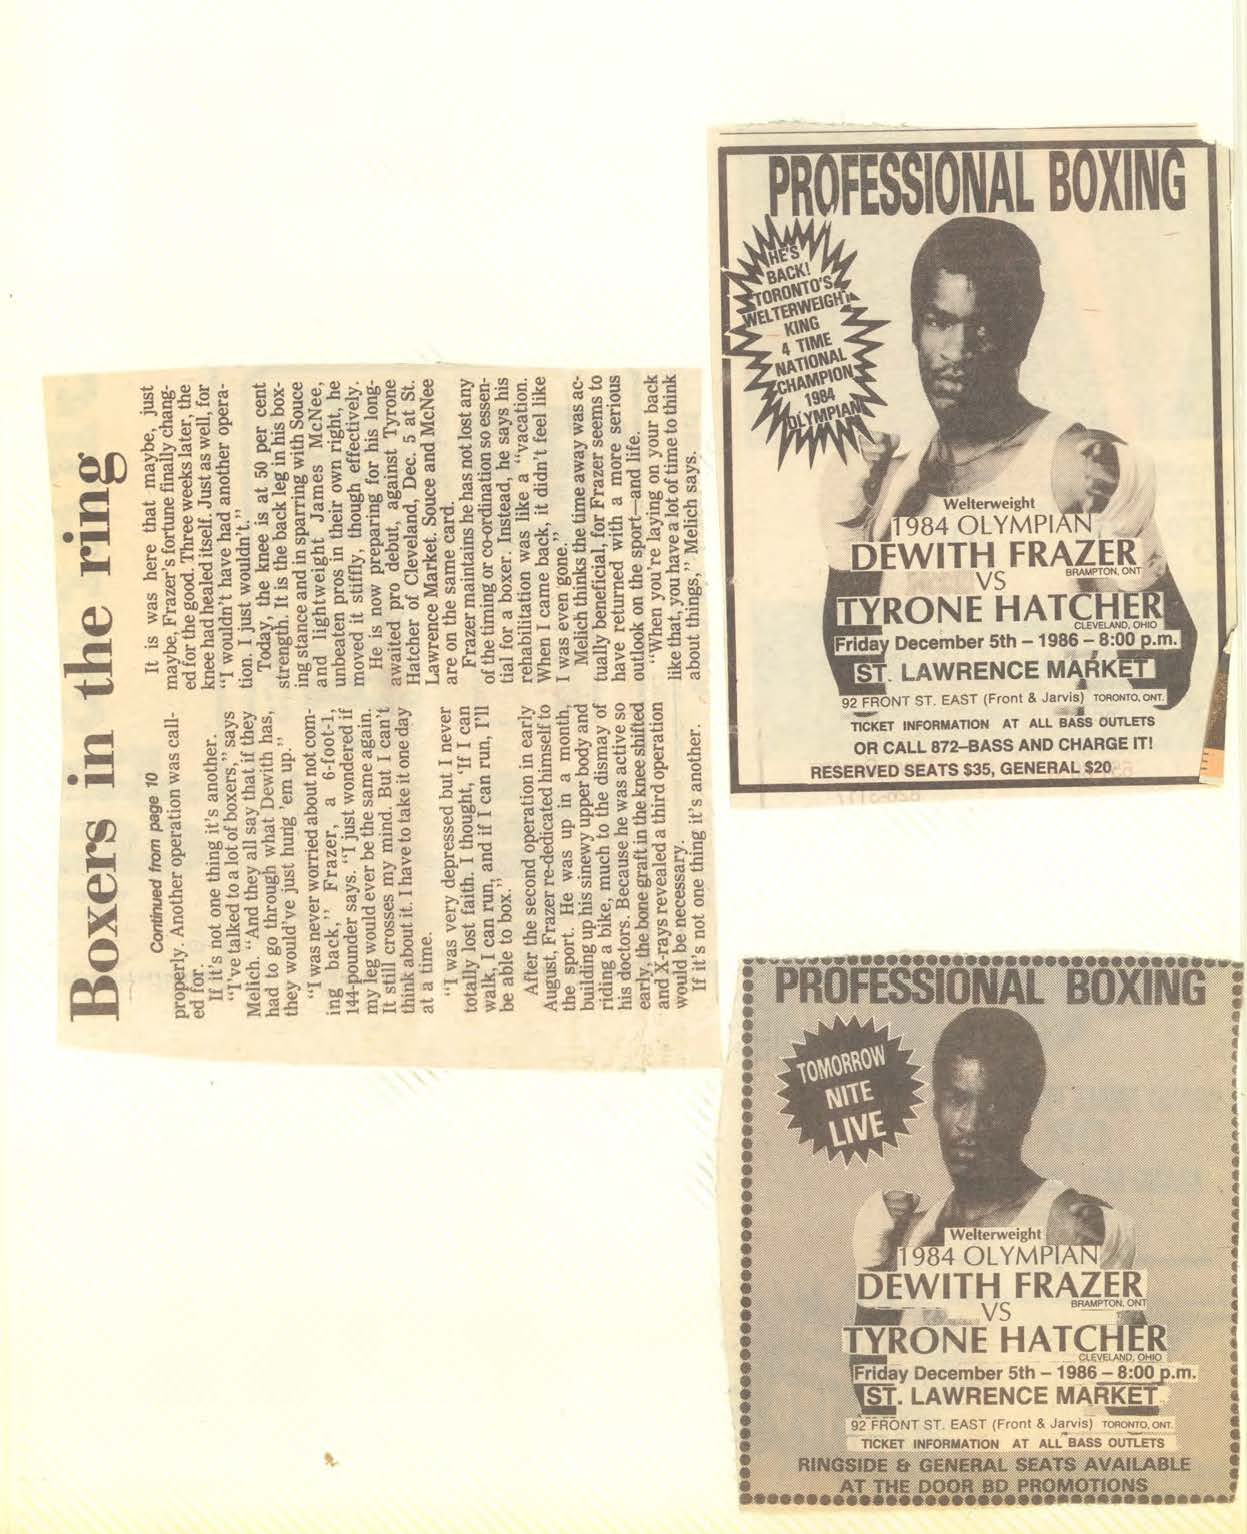 Boxers in the ring
Continued from page 10
properly. Another operation was call-
ed for.
If it's not one thing it's another.
"I've talked to a lot of boxers," says
Melich. "And they all say that if they
had to go through what Dewith has,
they would've just hung 'em up."
"I was never worried about not com-
ing back," Frazer, a 6-foot-1,
144-pounder says. "I just wondered if
my leg would ever be the same again.
It still crosses my mind. But I can't
think about it. I have to take it one day
at a time.
"I was very depressed but I never
totally lost faith. I thought, 'If I can
walk, I can run, and if I can run, I'll
be able to box."
After the second operation in early
August, Frazer re-dedicated himself to
the sport. He was up in a month,
building up his sinewy upper body and
riding a bike, much to the dismay of
his doctors. Because he was active so
early, the bone graft in the knee shifted
and X-rays revealed a third operation
would be necessary.
If it's not one thing it's another.
It was here that maybe, just
maybe, Frazer's fortune finally chang-
ed for the good. Three weeks later, the
knee had healed itself. Just as well, for
"I wouldn't have had another opera-
tion. I just wouldn't."
Today, the knee is at 50 per cent
strength. It is the back leg in his box-
ing stance and in sparring with Souce
and lightweight James McNee,
unbeaten pros in their own right, he
moved it stiffly, though effectively.
He is now preparing for his long-
awaited pro debut, against Tyrone
Hatcher of Cleveland, Dec. 5 at St.
Lawrence Market. Souce and McNee
are on the same card.
Frazer maintains he has not lost any
of the timing or co-ordination so essen-
tial for a boxer. Instead, he says his
rehabilitation was like a "vacation.
When I came back, it didn't feel like
I was even gone."
Melich thinks the time away was ac-
tually beneficial, for Frazer seems to
have returned with a more serious
outlook on the sport—and life.
"When you're laying on your back
like that, you have a lot of time to think
about things," Melich says.
PROFESSIONAL BOXING
HE'S
BACK!
TORONTO'S
WELTERWEIGHT
KING
4 TIME
NATIONAL
CHAMPION
1984
OLYMPIAN
Welterweight
1984 OLYMPIAN
DEWITH FRAZER
BRAMPTON, ONT
VS
TYRONE HATCHER
CLEVELAND, OHIO
Friday December 5th – 1986 – 8:00 p.m.
ST. LAWRENCE MARKET
92 FRONT ST. EAST (Front & Jarvis) TORONTO, ONT.
TICKET INFORMATION AT ALL BASS OUTLETS
OR CALL 872–BASS AND CHARGE IT!
RESERVED SEATS $35, GENERAL $20
PROFESSIONAL BOXING
TOMORROW
NITE
LIVE
Welterweight
1984 OLYMPIAN
DEWITH FRAZER
BRAMPTON, ONT
VS
TYRONE HATCHER
CLEVELAND, OHIO
Friday December 5th – 1986 – 8:00 p.m.
ST. LAWRENCE MARKET
92 FRONT ST. EAST (Front & Jarvis) TORONTO, ONT.
TICKET INFORMATION AT ALL BASS OUTLETS
RINGSIDE & GENERAL SEATS AVAILABLE
AT THE DOOR BD PROMOTIONS